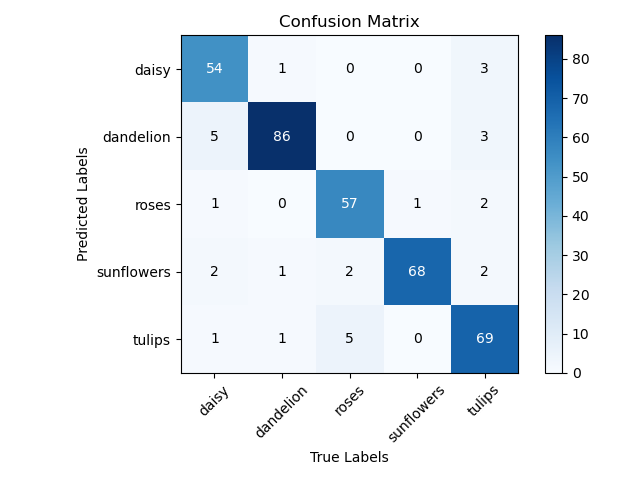 Confusion Matrix
Predicted Labels
daisy 54 1 0 0 3
dandelion 5 86 0 0 3
roses 1 0 57 1 2
sunflowers 2 1 2 68 2
tulips 1 1 5 0 69
daisy dandelion roses sunflowers tulips
True Labels
80
70
60
50
40
30
20
10
0